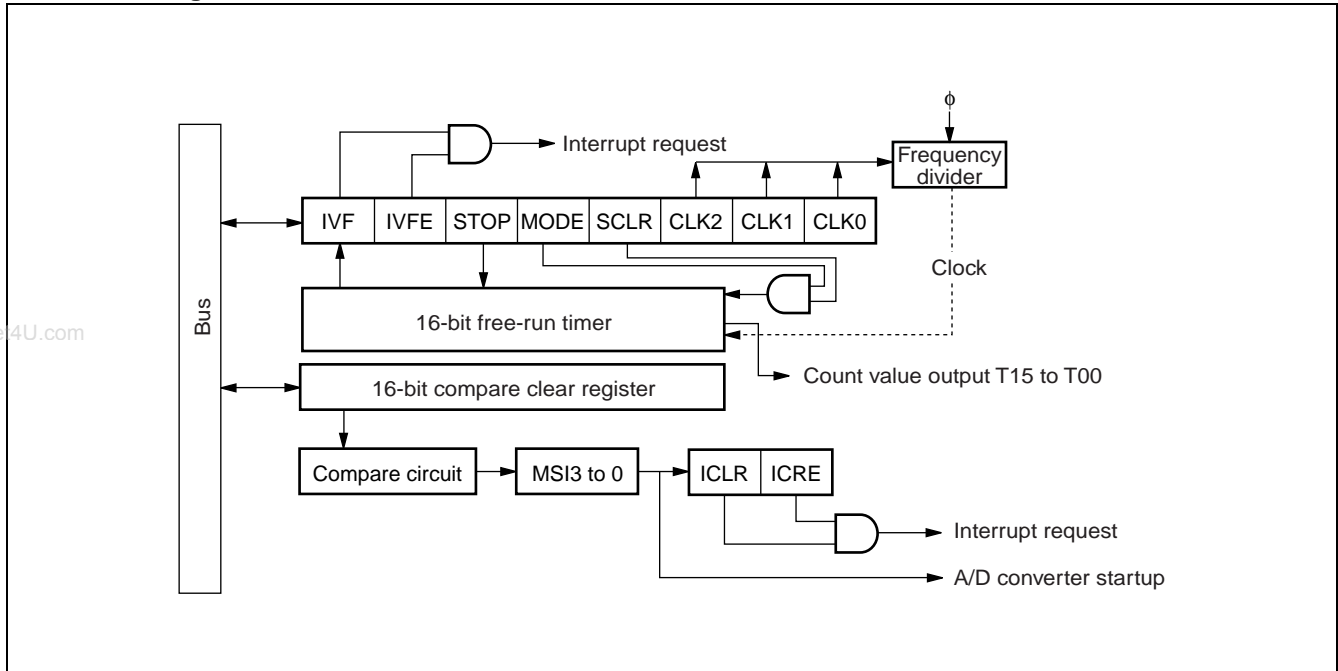 ϕ
Interrupt request
Frequency
divider
IVF IVFE STOP MODE SCLR CLK2 CLK1 CLK0
Clock
Bus
16-bit free-run timer
et4U.com
Count value output T15 to T00
16-bit compare clear register
Compare circuit
MSI3 to 0
ICLR ICRE
Interrupt request
A/D converter startup